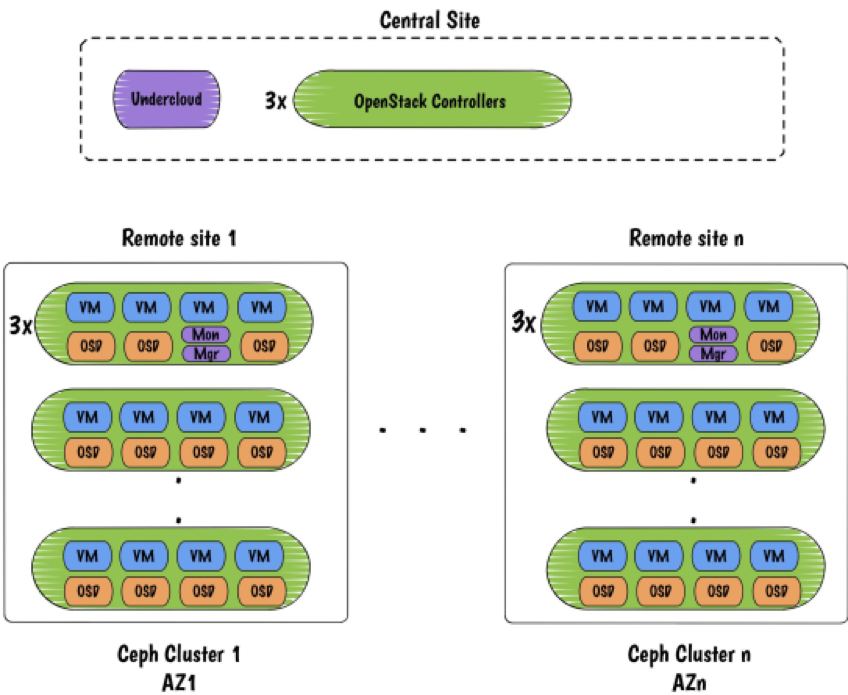 Central Site
Undercloud
3x
OpenStack Controllers
Remote site 1
Remote site n
3x
VM VM VM VM
OSD OSD Mon OSD
Mgr
VM VM VM VM
OSD OSD OSD OSD
VM VM VM VM
OSD OSD OSD OSD
Ceph Cluster 1
AZ1
3x
VM VM VM VM
OSD OSD Mon OSD
Mgr
VM VM VM VM
OSD OSD OSD OSD
VM VM VM VM
OSD OSD OSD OSD
Ceph Cluster n
AZn